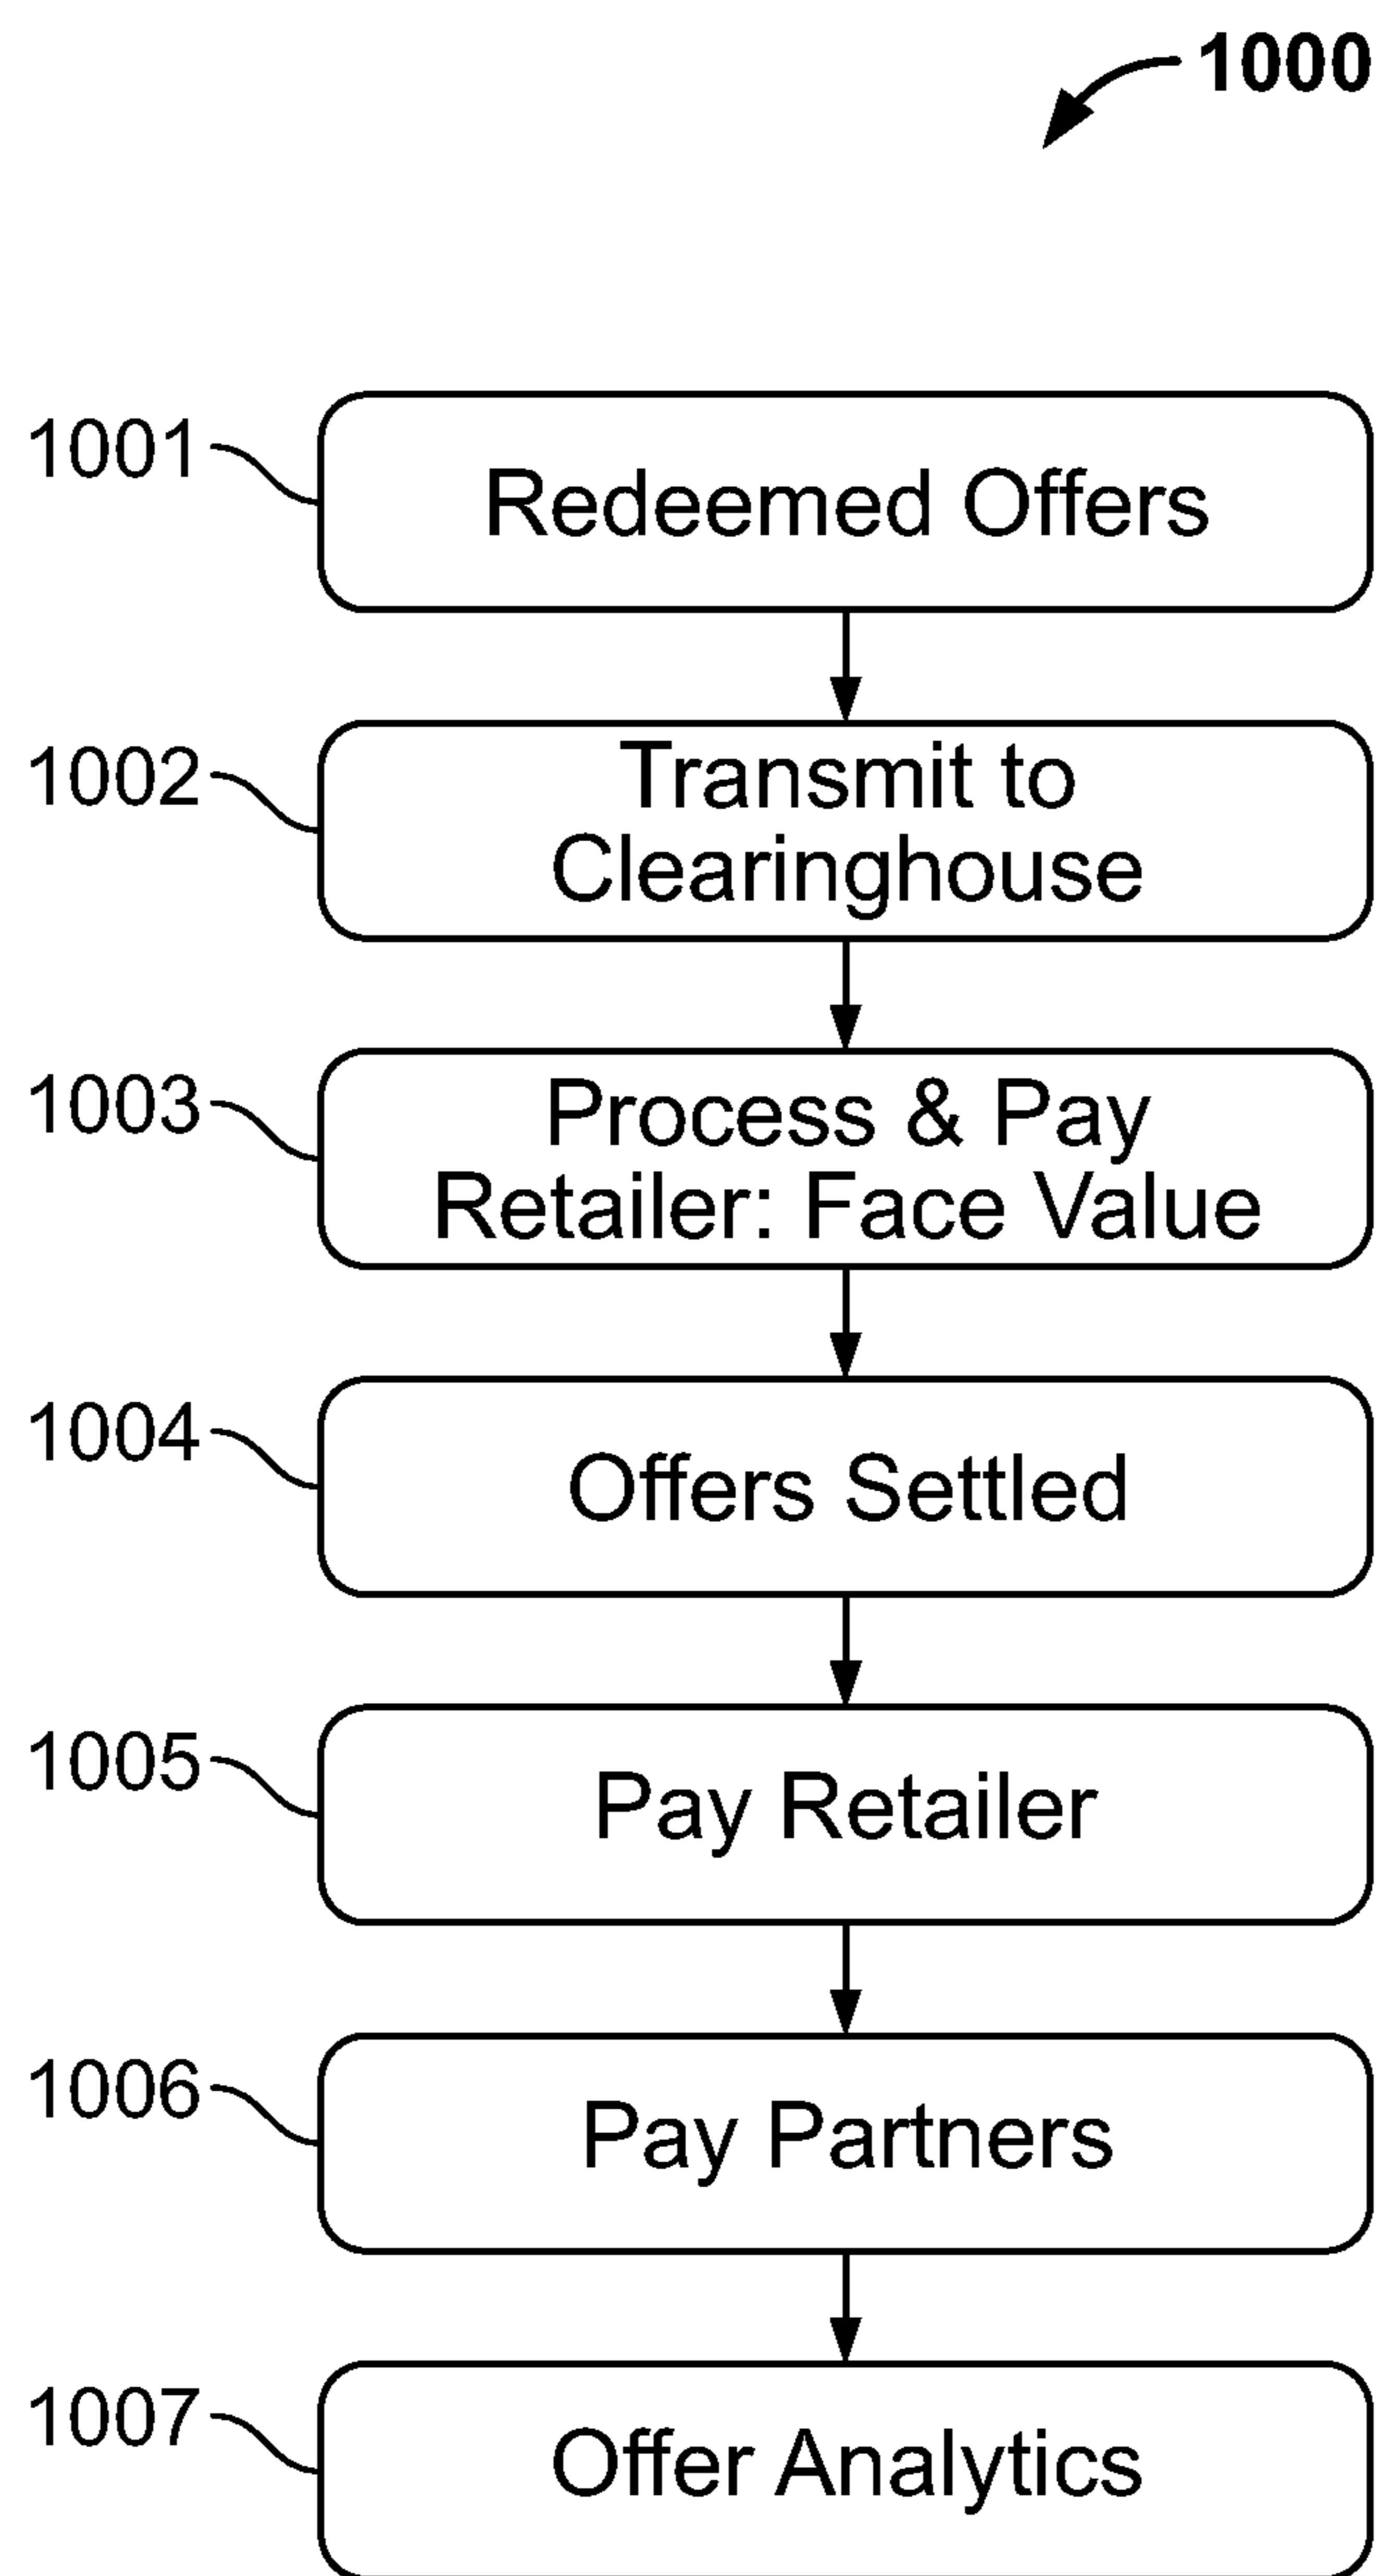 1000
1001
Redeemed Offers
1002
Transmit to
Clearinghouse
1003
Process & Pay
Retailer: Face Value
1004
Offers Settled
1005
Pay Retailer
1006
Pay Partners
1007
Offer Analytics